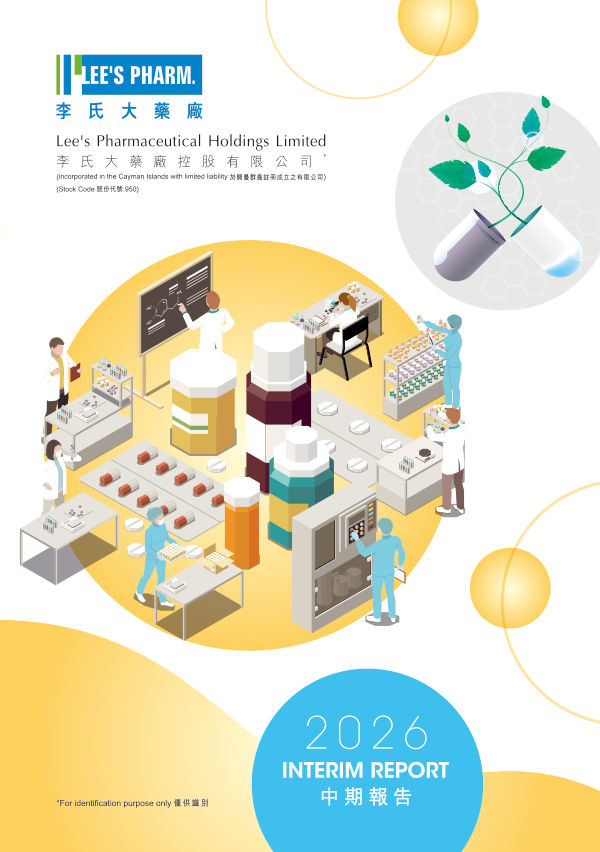 LEE'S PHARM.
李氏大藥廠
Lee's Pharmaceutical Holdings Limited
李氏大藥廠控股有限公司*
(incorporated in the Cayman Islands with limited liability 於開曼群島註冊成立之有限公司)
(Stock Code 股份代號:950)
2026
INTERIM REPORT
中期報告
*For identification purpose only 僅供識別